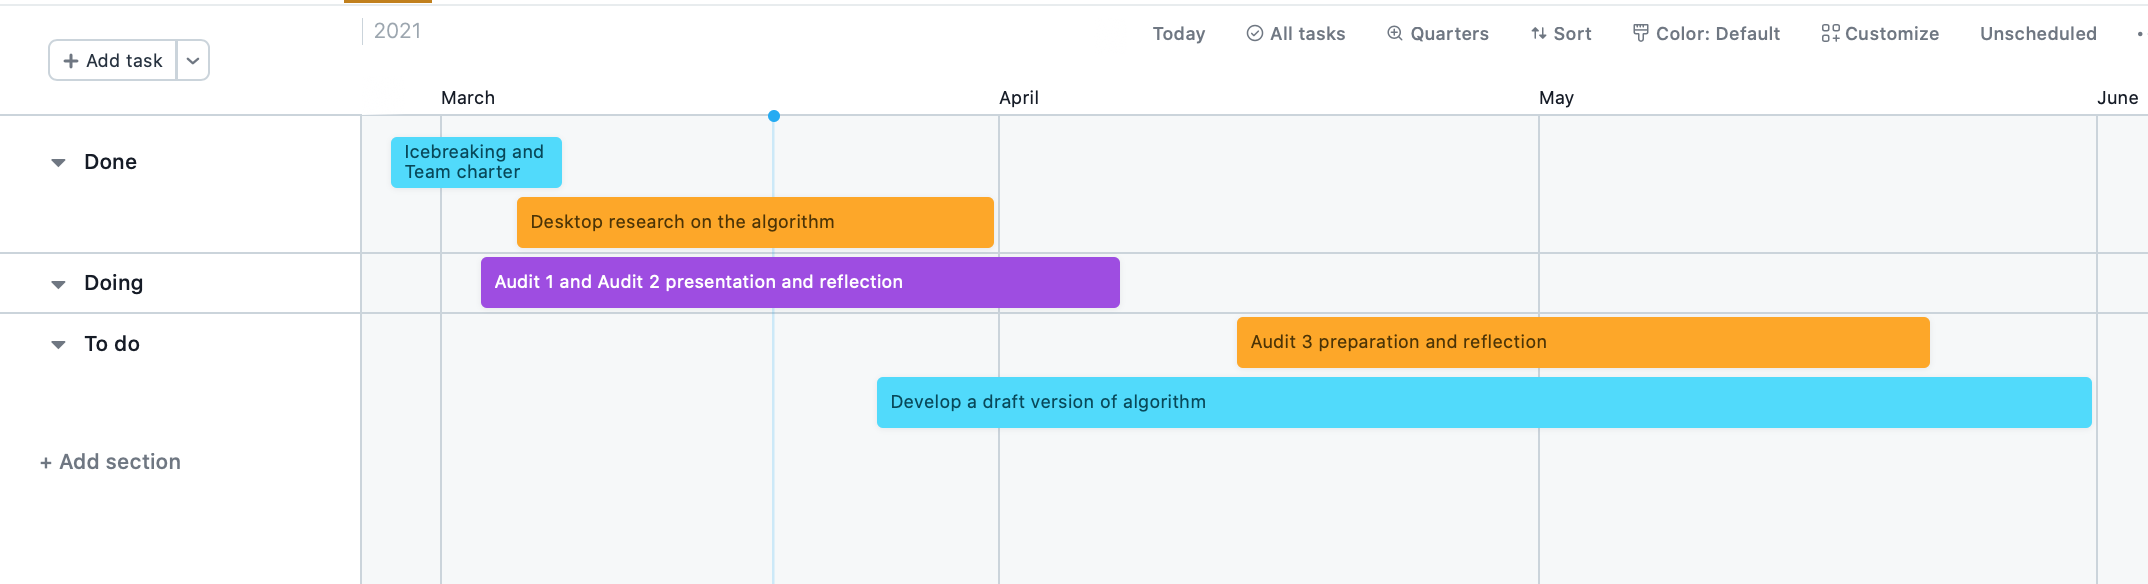 2021
Today
All tasks
Quarters
Sort
Color: Default
Customize
Unscheduled
+ Add task
March
April
May
June
Done
Icebreaking and
Team charter
Desktop research on the algorithm
Doing
Audit 1 and Audit 2 presentation and reflection
To do
Audit 3 preparation and reflection
Develop a draft version of algorithm
+ Add section